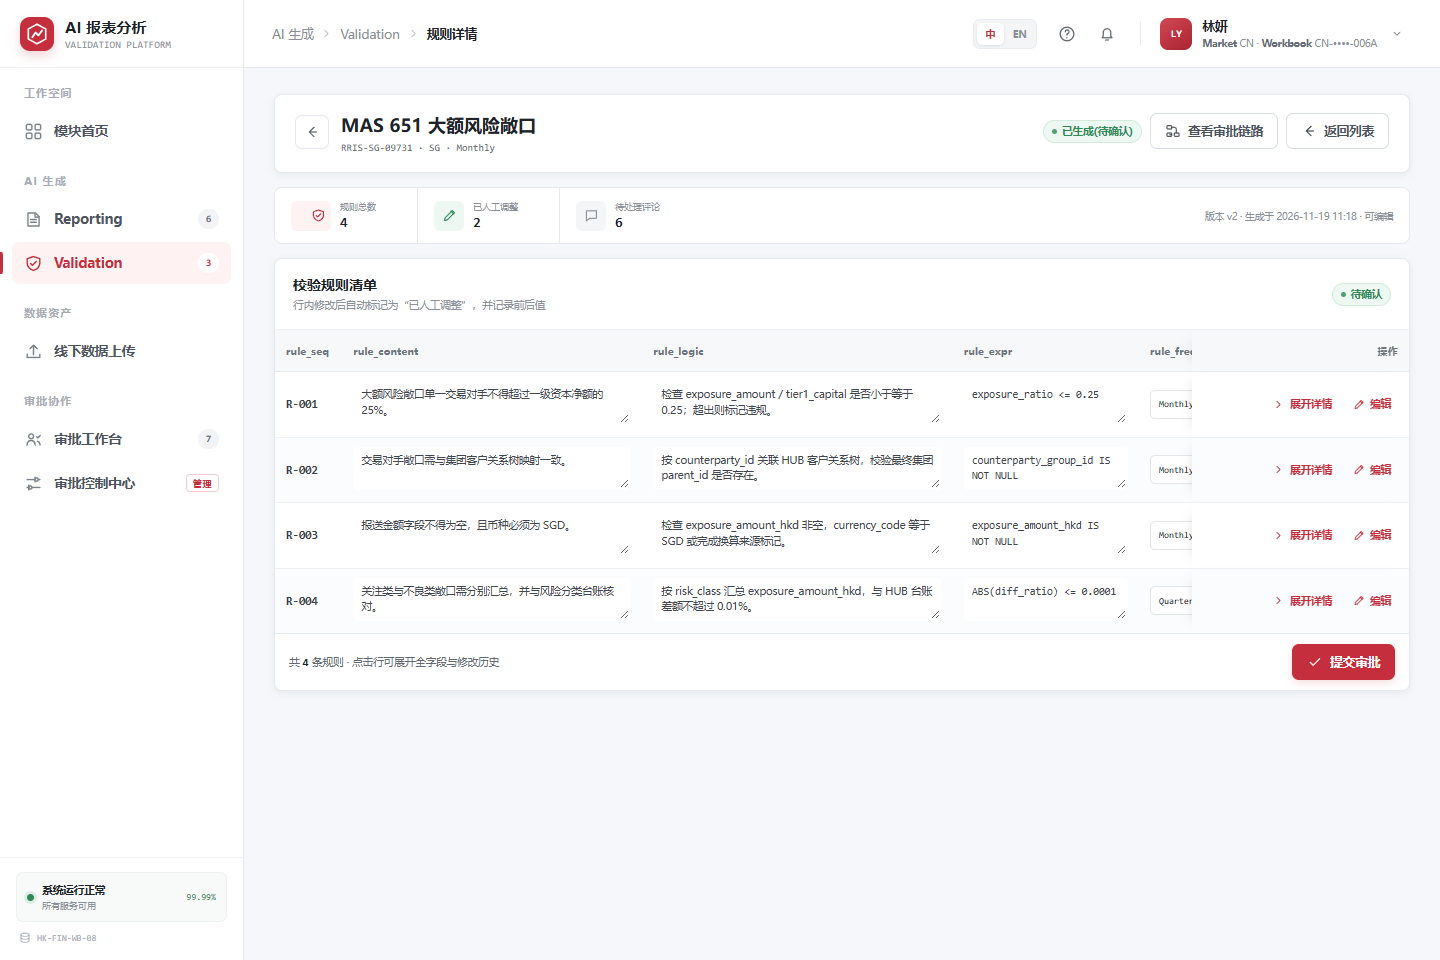 AI 报表分析
VALIDATION PLATFORM
工作空间
模块首页
AI 生成
Reporting 6
Validation 3
数据资产
线下数据上传
审批协作
审批工作台 7
审批控制中心 管理
系统运行正常
所有服务可用
99.99%
HK-FIN-WB-08
AI 生成 > Validation > 规则详情
中 EN
LY
林妍
Market CN · Workbook CN-••••-006A
MAS 651 大额风险敞口
RRIS-SG-09731 · SG · Monthly
已生成(待确认)
查看审批链路
返回列表
规则总数
4
已人工调整
2
待处理评论
6
版本 v2 · 生成于 2026-11-19 11:18 · 可编辑
校验规则清单
行内修改后自动标记为“已人工调整”，并记录前后值
待确认
rule_seq rule_content rule_logic rule_expr rule_fre 操作
R-001
大额风险敞口单一交易对手不得超过一级资本净额的
25%。
检查 exposure_amount / tier1_capital 是否小于等于
0.25；超出则标记违规。
exposure_ratio <= 0.25
Monthly
展开详情 编辑
R-002
交易对手敞口需与集团客户关系树映射一致。
按 counterparty_id 关联 HUB 客户关系树，校验最终集团
parent_id 是否存在。
counterparty_group_id IS
NOT NULL
Monthly
展开详情 编辑
R-003
报送金额字段不得为空，且币种必须为 SGD。
检查 exposure_amount_hkd 非空，currency_code 等于
SGD 或完成换算来源标记。
exposure_amount_hkd IS
NOT NULL
Monthly
展开详情 编辑
R-004
关注类与不良类敞口需分别汇总，并与风险分类台账核
对。
按 risk_class 汇总 exposure_amount_hkd，与 HUB 台账
差额不超过 0.01%。
ABS(diff_ratio) <= 0.0001
Quarter
展开详情 编辑
共 4 条规则 · 点击行可展开全字段与修改历史
提交审批